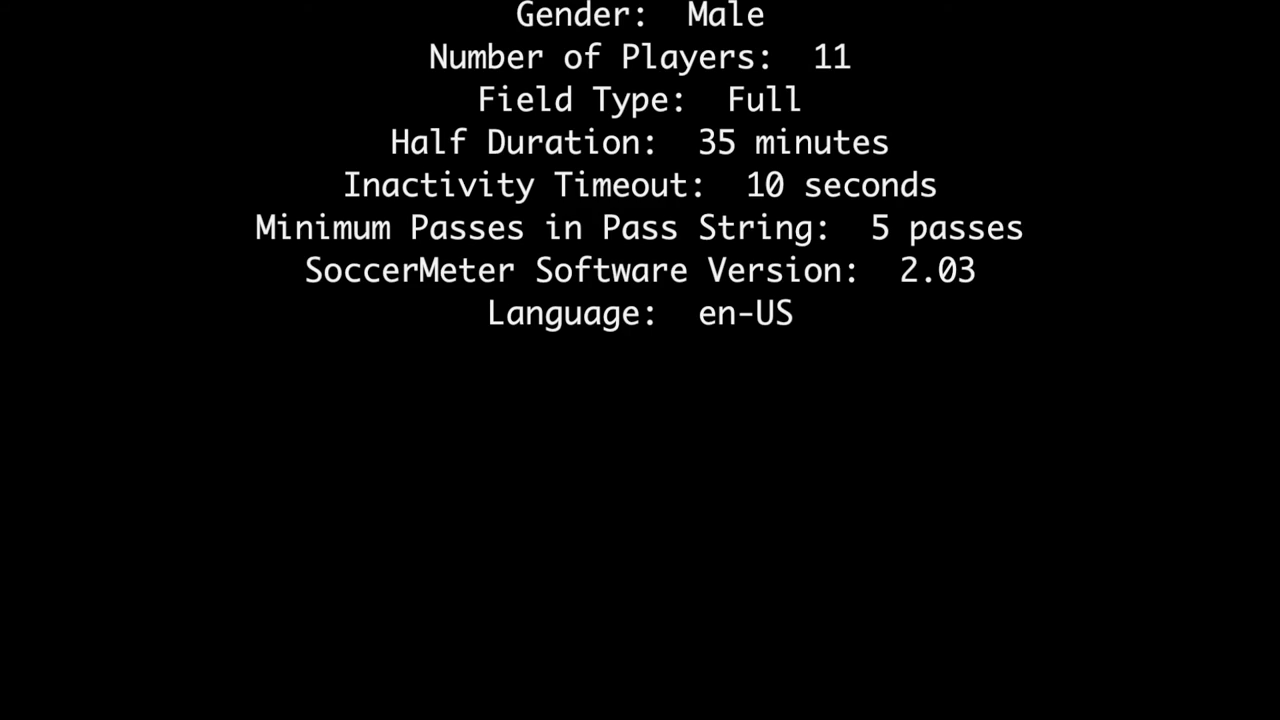 Gender:  Male
Number of Players:  11
Field Type:  Full
Half Duration:  35 minutes
Inactivity Timeout:  10 seconds
Minimum Passes in Pass String:  5 passes
SoccerMeter Software Version:  2.03
Language:  en-US